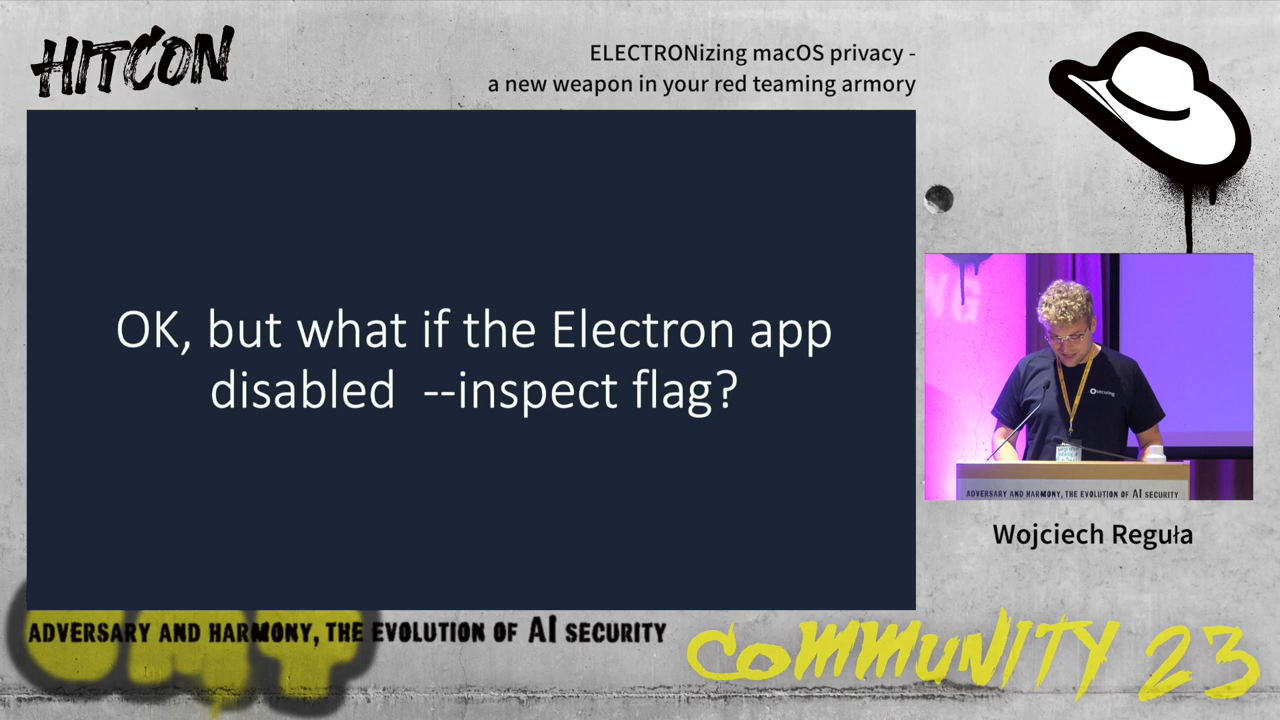 HITCON
ELECTRONizing macOS privacy -
a new weapon in your red teaming armory
OK, but what if the Electron app
disabled --inspect flag?
NG
securing
ADVERSARY AND HARMONY, THE EVOLUTION OF AI SECURITY
Wojciech Reguła
ADVERSARY AND HARMONY, THE EVOLUTION OF AI SECURITY
COMMUNITY 23